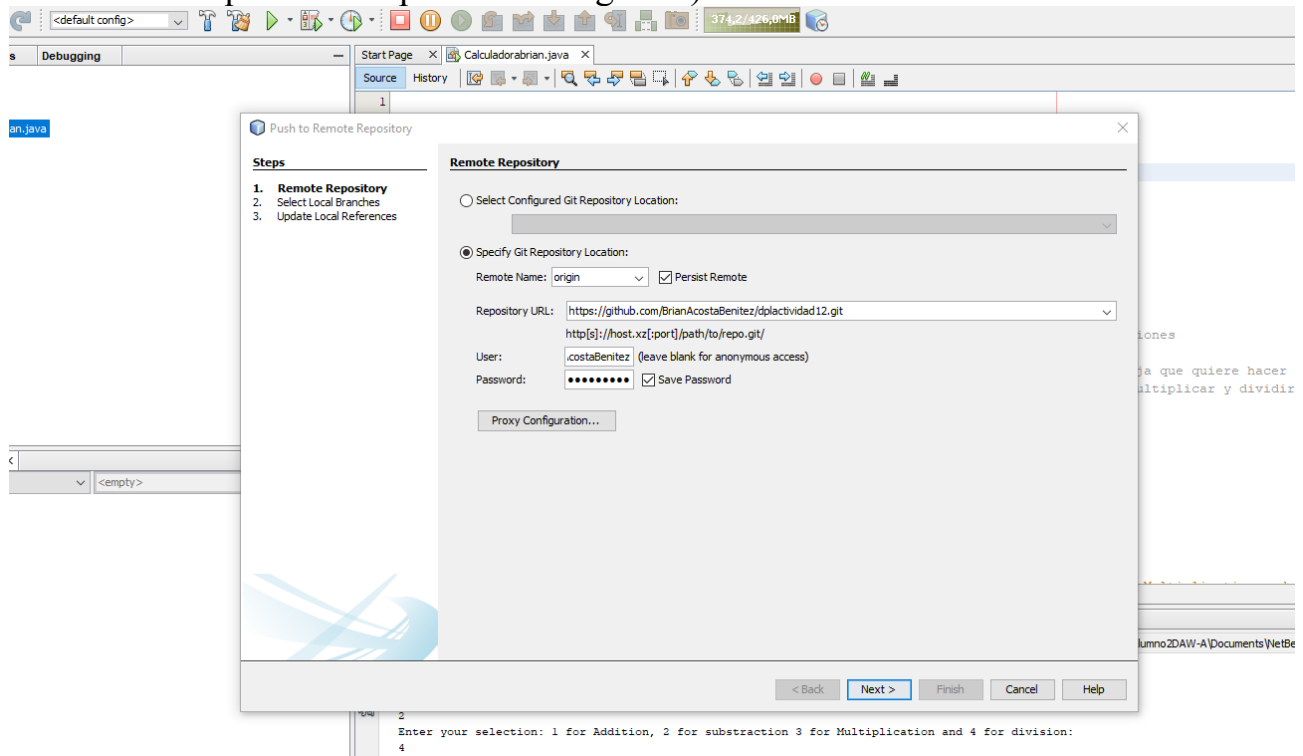 <default config>
374,2/426,0MB
s Debugging
Start Page
Calculadorabrian.java
Source History
1
an.java
Push to Remote Repository
Steps
1. Remote Repository
2. Select Local Branches
3. Update Local References
Remote Repository
Select Configured Git Repository Location:
Specify Git Repository Location:
Remote Name: origin
Persist Remote
Repository URL: https://github.com/BrianAcostaBenitez/dplactividad12.git
http[s]://host.xz[:port]/path/to/repo.git/
User: .costaBenitez (leave blank for anonymous access)
Password: ●●●●●●●●● Save Password
Proxy Configuration...
iones
ja que quiere hacer
ultiplicar y dividir
<empty>
lumno2DAW-A\Documents\NetBe
< Back Next > Finish Cancel Help
2
Enter your selection: 1 for Addition, 2 for substraction 3 for Multiplication and 4 for division:
4